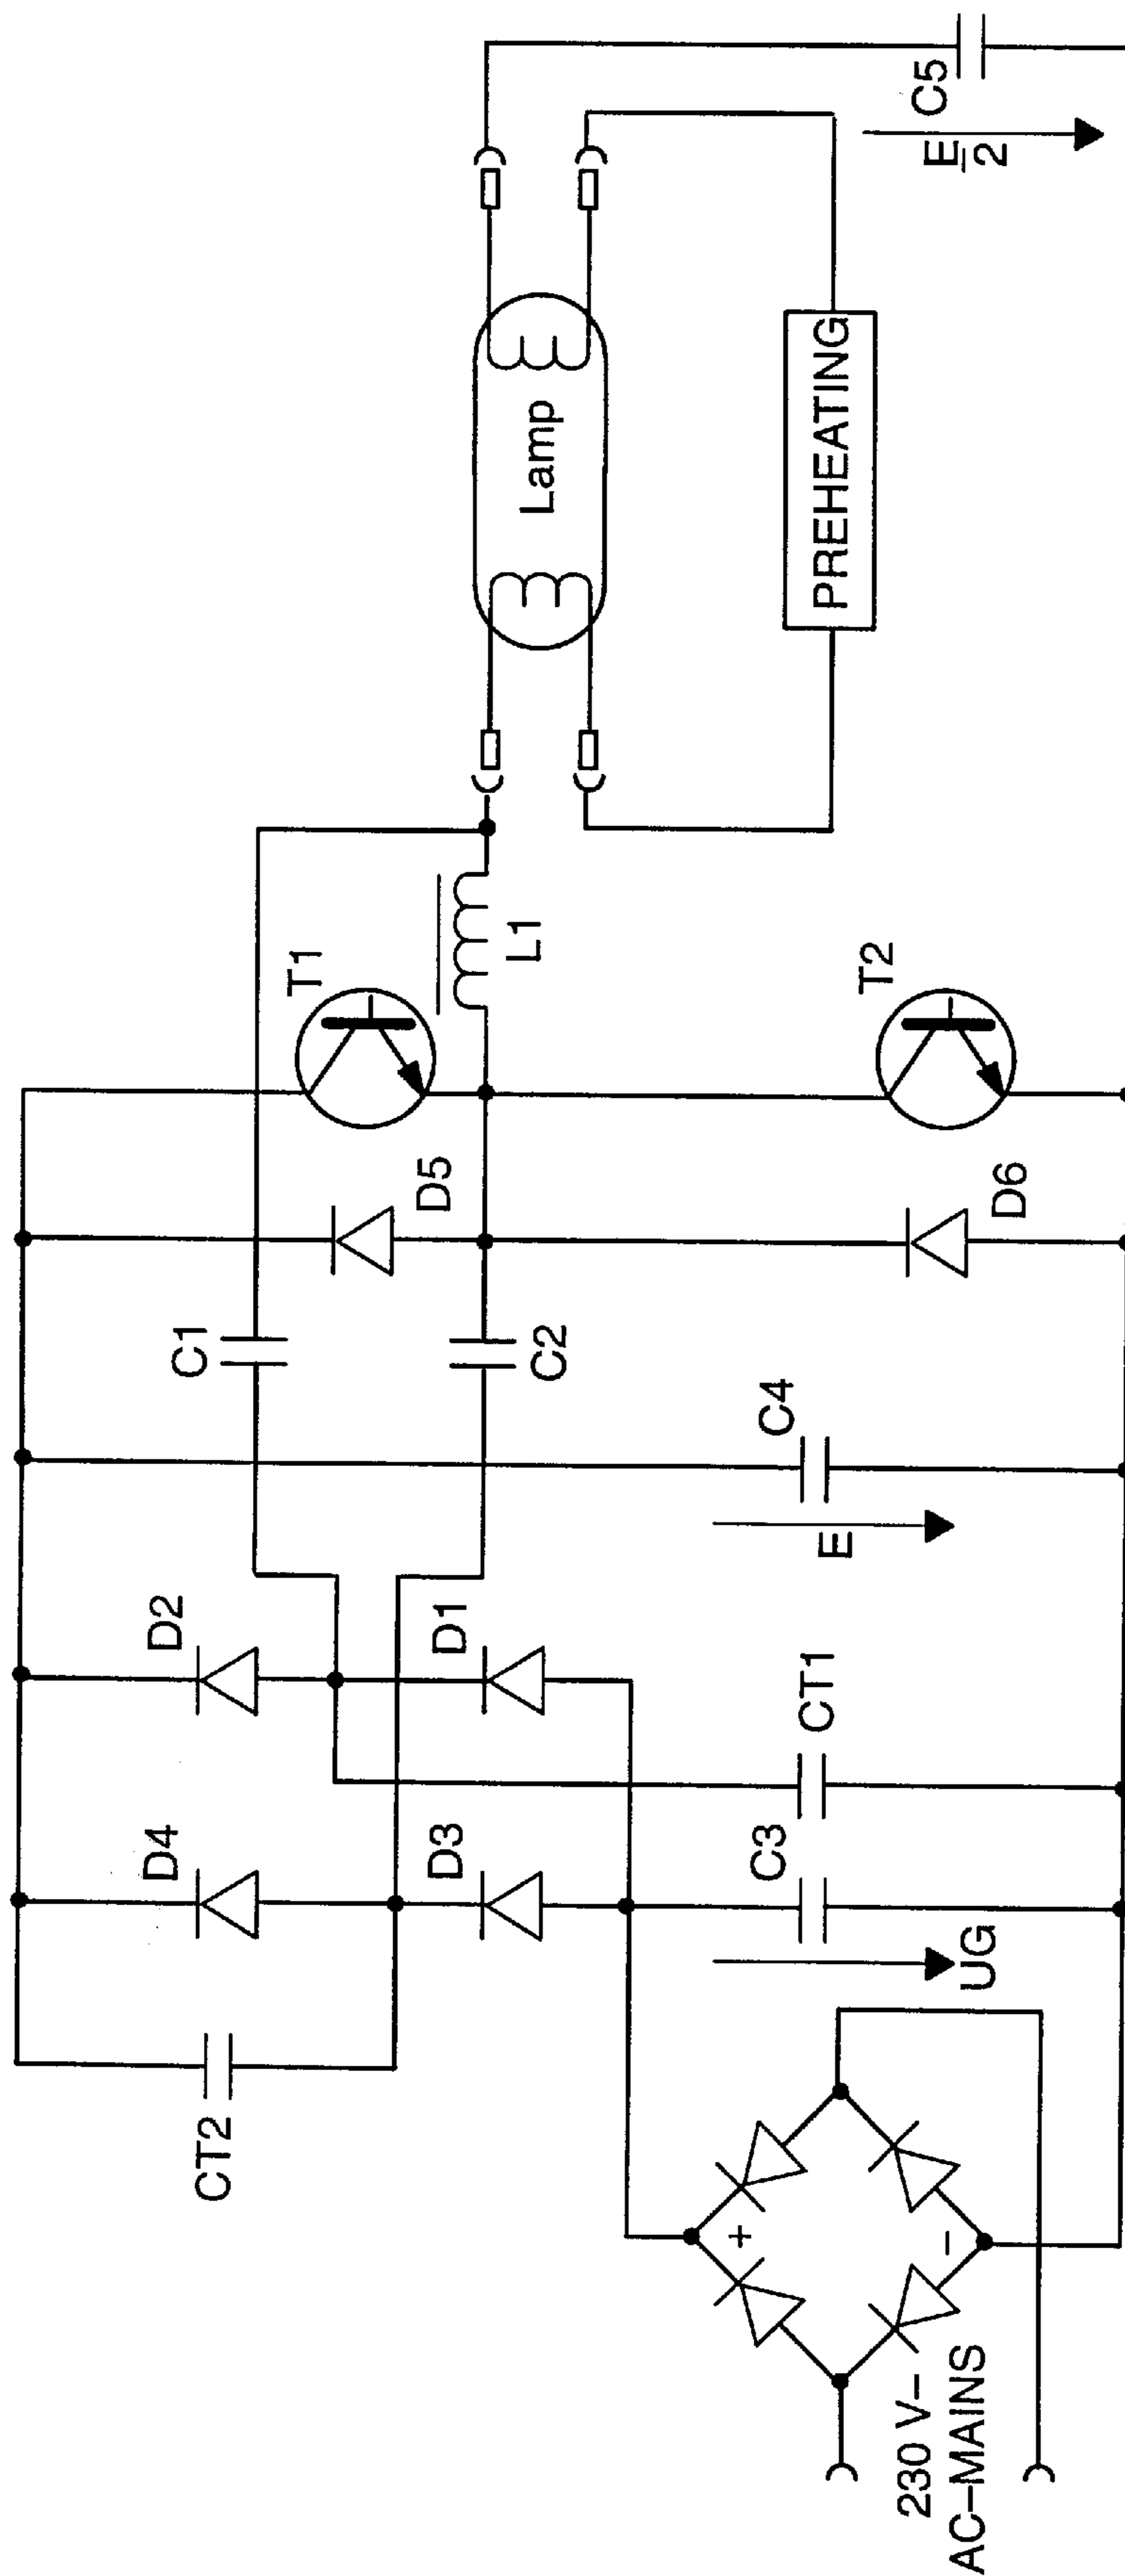 CT2
D4
D2
D3
D1
C1
C2
D5
T1
L1
Lamp
PREHEATING
C3
CT1
C4
UG
E
D6
T2
E
2
C5
+
−
230 V–
AC–MAINS